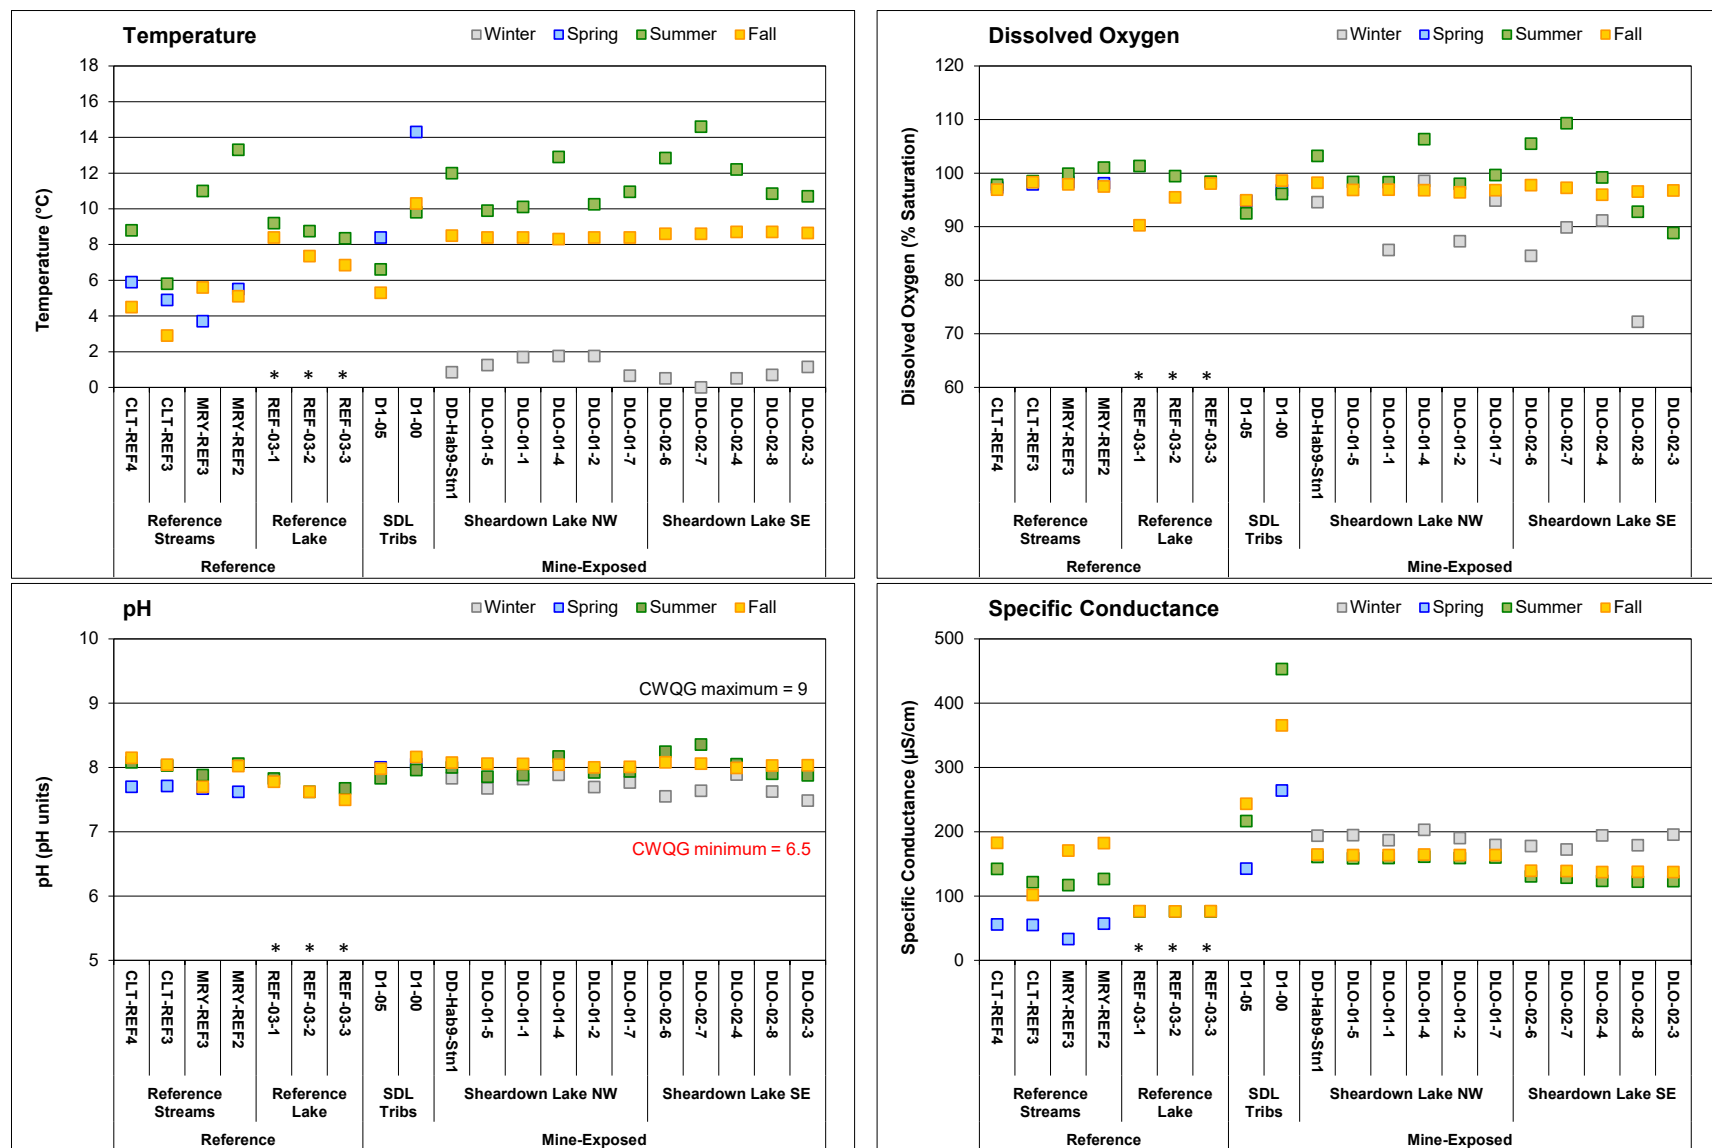 Temperature
Winter Spring Summer Fall
Temperature (°C)
18
16
14
12
10
8
6
4
2
0
* * *
CLT-REF4
CLT-REF3
MRY-REF3
MRY-REF2
REF-03-1
REF-03-2
REF-03-3
D1-05
D1-00
DD-Hab9-Stn1
DLO-01-5
DLO-01-1
DLO-01-4
DLO-01-2
DLO-01-7
DLO-02-6
DLO-02-7
DLO-02-4
DLO-02-8
DLO-02-3
Reference Streams
Reference Lake
SDL Tribs
Sheardown Lake NW
Sheardown Lake SE
Reference
Mine-Exposed
Dissolved Oxygen
Winter Spring Summer Fall
Dissolved Oxygen (% Saturation)
120
110
100
90
80
70
60
* * *
CLT-REF4
CLT-REF3
MRY-REF3
MRY-REF2
REF-03-1
REF-03-2
REF-03-3
D1-05
D1-00
DD-Hab9-Stn1
DLO-01-5
DLO-01-1
DLO-01-4
DLO-01-2
DLO-01-7
DLO-02-6
DLO-02-7
DLO-02-4
DLO-02-8
DLO-02-3
Reference Streams
Reference Lake
SDL Tribs
Sheardown Lake NW
Sheardown Lake SE
Reference
Mine-Exposed
pH
Winter Spring Summer Fall
pH (pH units)
10
9
8
7
6
5
CWQG maximum = 9
CWQG minimum = 6.5
* * *
CLT-REF4
CLT-REF3
MRY-REF3
MRY-REF2
REF-03-1
REF-03-2
REF-03-3
D1-05
D1-00
DD-Hab9-Stn1
DLO-01-5
DLO-01-1
DLO-01-4
DLO-01-2
DLO-01-7
DLO-02-6
DLO-02-7
DLO-02-4
DLO-02-8
DLO-02-3
Reference Streams
Reference Lake
SDL Tribs
Sheardown Lake NW
Sheardown Lake SE
Reference
Mine-Exposed
Specific Conductance
Winter Spring Summer Fall
Specific Conductance (µS/cm)
500
400
300
200
100
0
* * *
CLT-REF4
CLT-REF3
MRY-REF3
MRY-REF2
REF-03-1
REF-03-2
REF-03-3
D1-05
D1-00
DD-Hab9-Stn1
DLO-01-5
DLO-01-1
DLO-01-4
DLO-01-2
DLO-01-7
DLO-02-6
DLO-02-7
DLO-02-4
DLO-02-8
DLO-02-3
Reference Streams
Reference Lake
SDL Tribs
Sheardown Lake NW
Sheardown Lake SE
Reference
Mine-Exposed